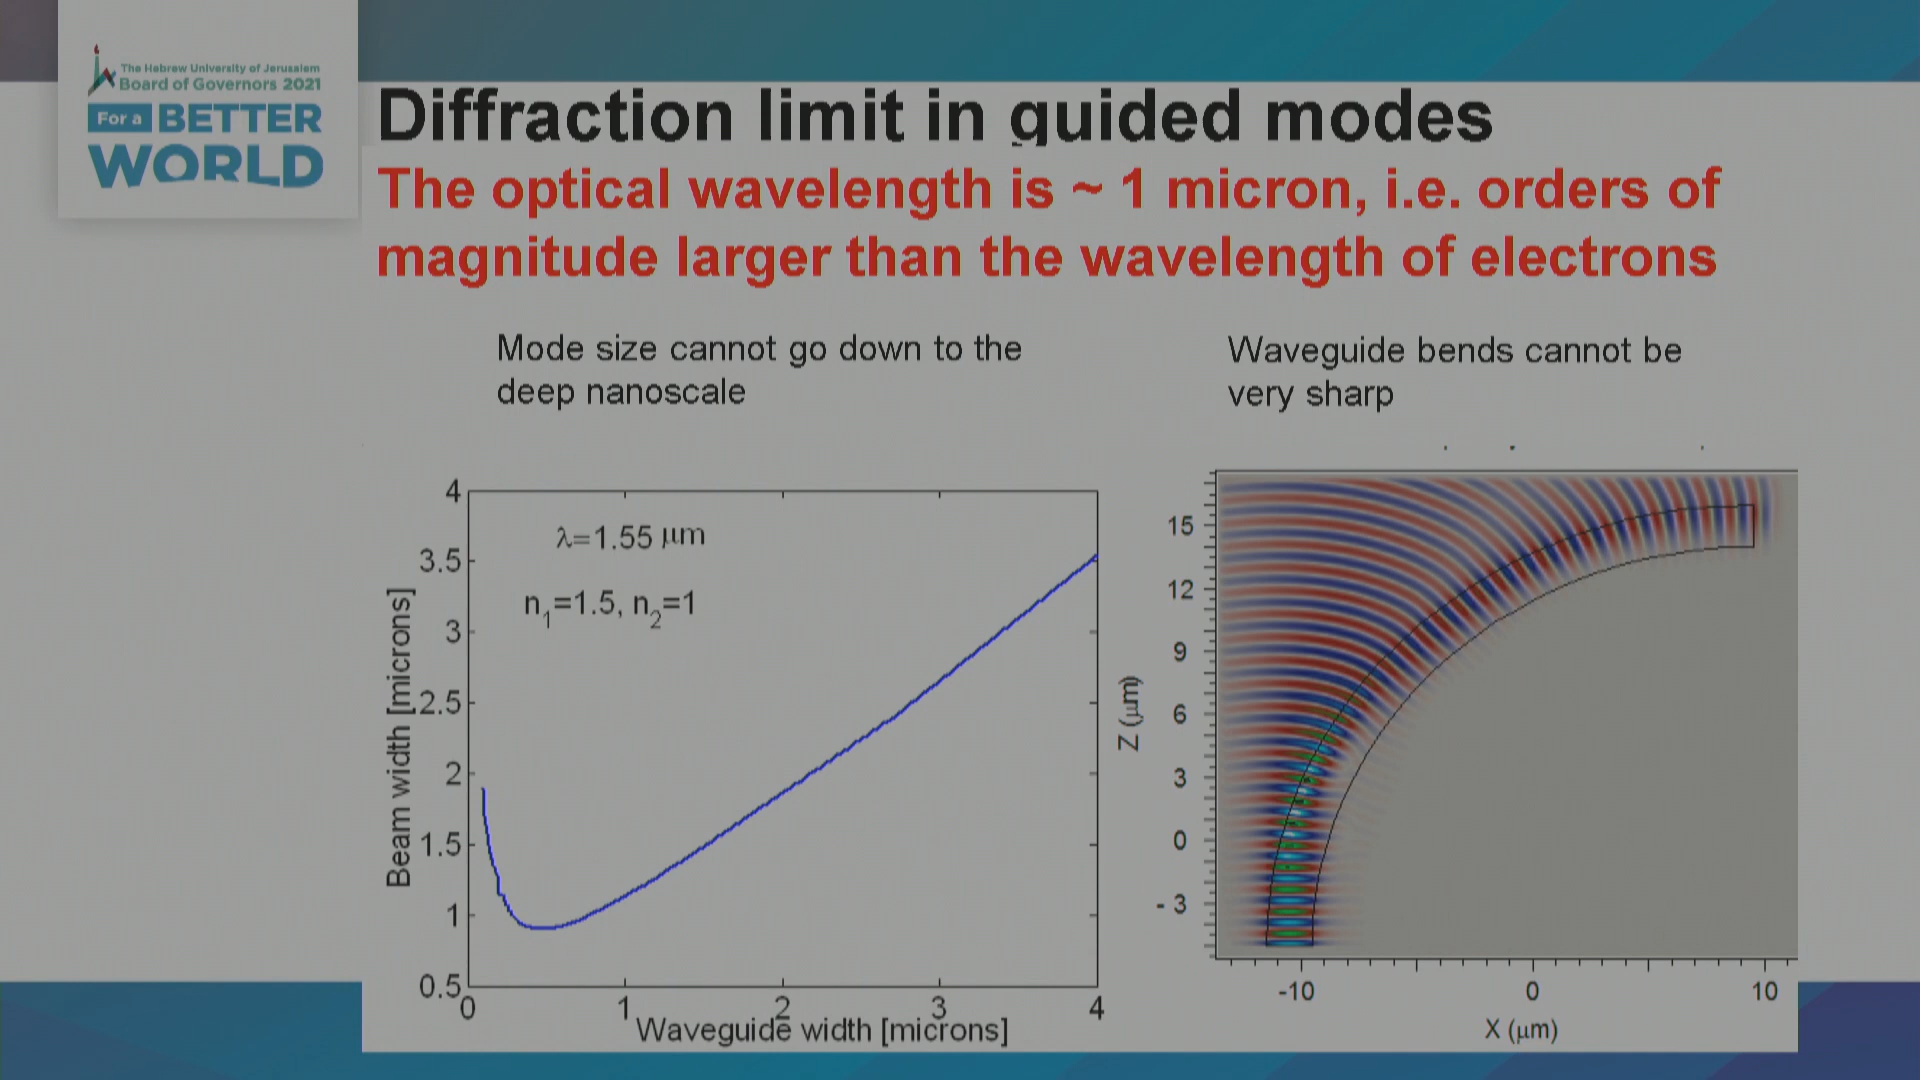 The Hebrew University of Jerusalem
Board of Governors 2021
For a BETTER
WORLD
Diffraction limit in guided modes
The optical wavelength is ~ 1 micron, i.e. orders of
magnitude larger than the wavelength of electrons
Mode size cannot go down to the
deep nanoscale
Waveguide bends cannot be
very sharp
4
3.5
3
2.5
2
1.5
1
0.5
Beam width [microns]
λ=1.55 μm
n1=1.5, n2=1
0 1 2 3 4
Waveguide width [microns]
15
12
9
6
3
0
- 3
Z (μm)
-10 0 10
X (μm)